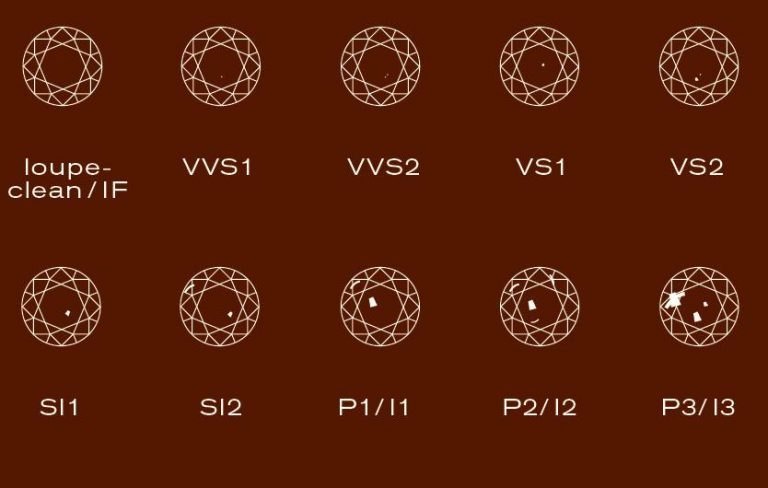 loupe-
clean / IF
VVS1
VVS2
VS1
VS2
SI1
SI2
P1/I1
P2/I2
P3/I3